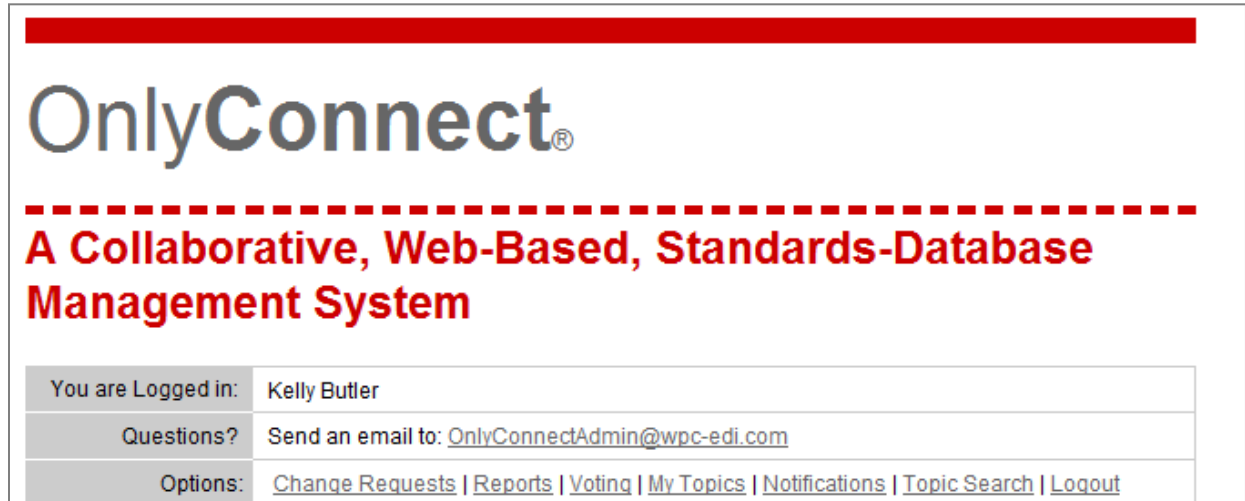 OnlyConnect®
A Collaborative, Web-Based, Standards-Database
Management System
You are Logged in: Kelly Butler
Questions? Send an email to: OnlyConnectAdmin@wpc-edi.com
Options: Change Requests | Reports | Voting | My Topics | Notifications | Topic Search | Logout